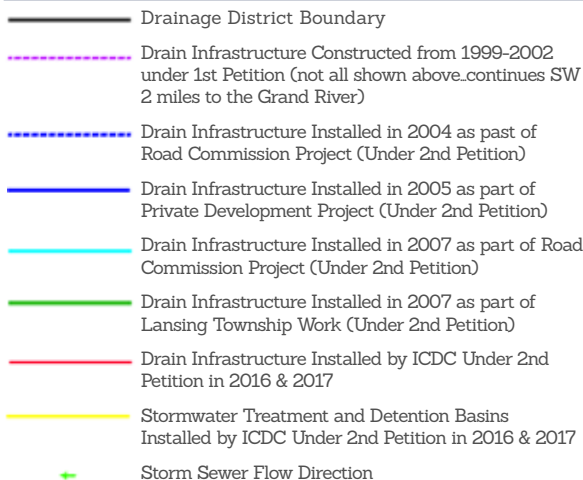 Drainage District Boundary
Drain Infrastructure Constructed from 1999-2002
under 1st Petition (not all shown above...continues SW
2 miles to the Grand River)
Drain Infrastructure Installed in 2004 as past of
Road Commission Project (Under 2nd Petition)
Drain Infrastructure Installed in 2005 as part of
Private Development Project (Under 2nd Petition)
Drain Infrastructure Installed in 2007 as part of Road
Commission Project (Under 2nd Petition)
Drain Infrastructure Installed in 2007 as part of
Lansing Township Work (Under 2nd Petition)
Drain Infrastructure Installed by ICDC Under 2nd
Petition in 2016 & 2017
Stormwater Treatment and Detention Basins
Installed by ICDC Under 2nd Petition in 2016 & 2017
Storm Sewer Flow Direction